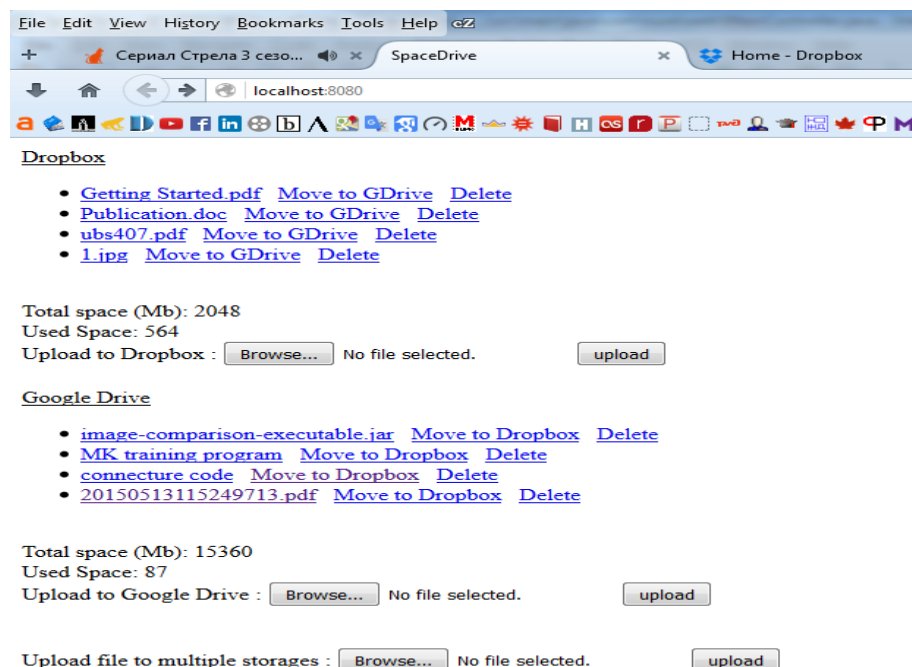 File Edit View History Bookmarks Tools Help
Сериал Стрела 3 сезо... SpaceDrive Home - Dropbox
localhost:8080
Dropbox
Getting Started.pdf Move to GDrive Delete
Publication.doc Move to GDrive Delete
ubs407.pdf Move to GDrive Delete
1.jpg Move to GDrive Delete
Total space (Mb): 2048
Used Space: 564
Upload to Dropbox : Browse... No file selected. upload
Google Drive
image-comparison-executable.jar Move to Dropbox Delete
MK training program Move to Dropbox Delete
connecture code Move to Dropbox Delete
20150513115249713.pdf Move to Dropbox Delete
Total space (Mb): 15360
Used Space: 87
Upload to Google Drive : Browse... No file selected. upload
Upload file to multiple storages : Browse... No file selected. upload